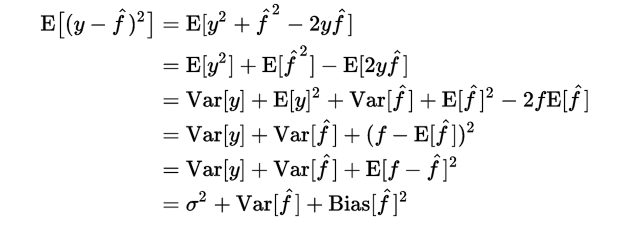 E[(y − f̂)²] = E[y² + f̂² − 2yf̂]
= E[y²] + E[f̂²] − E[2yf̂]
= Var[y] + E[y]² + Var[f̂] + E[f̂]² − 2fE[f̂]
= Var[y] + Var[f̂] + (f − E[f̂])²
= Var[y] + Var[f̂] + E[f − f̂]²
= σ² + Var[f̂] + Bias[f̂]²